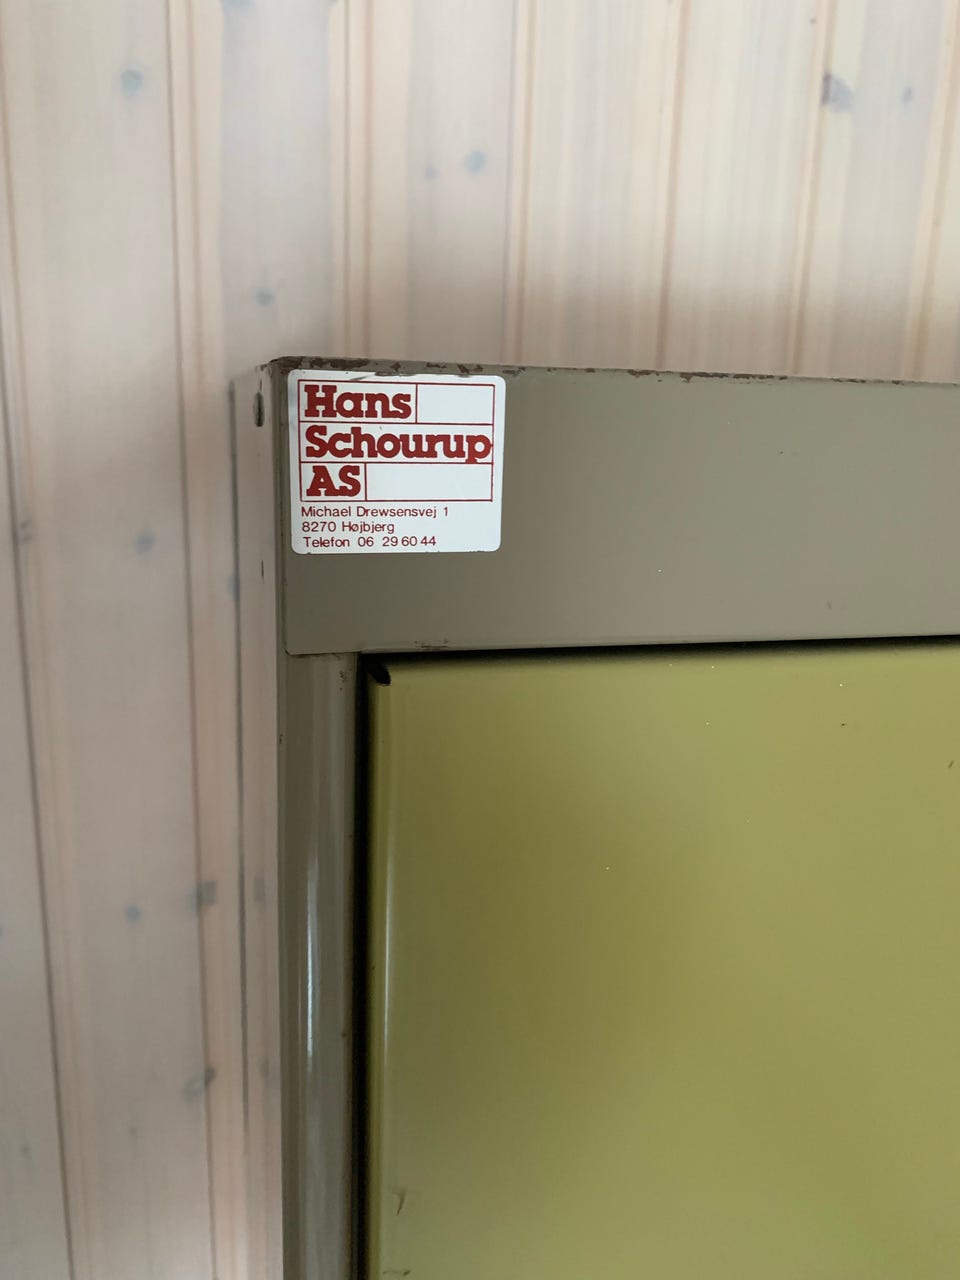 Hans
Schourup
AS
Michael Drewsensvej 1
8270 Højbjerg
Telefon 06 29 60 44